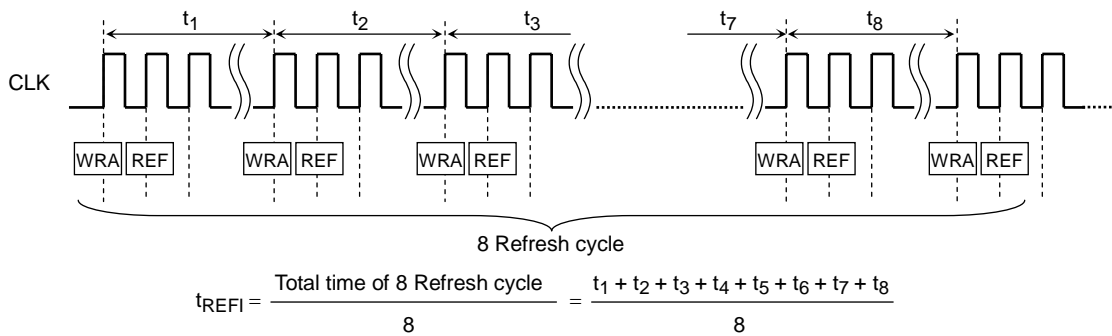 t1 t2 t3 t7 t8
CLK
WRA REF WRA REF WRA REF WRA REF WRA REF
8 Refresh cycle
tREFI = Total time of 8 Refresh cycle / 8 = t1 + t2 + t3 + t4 + t5 + t6 + t7 + t8 / 8